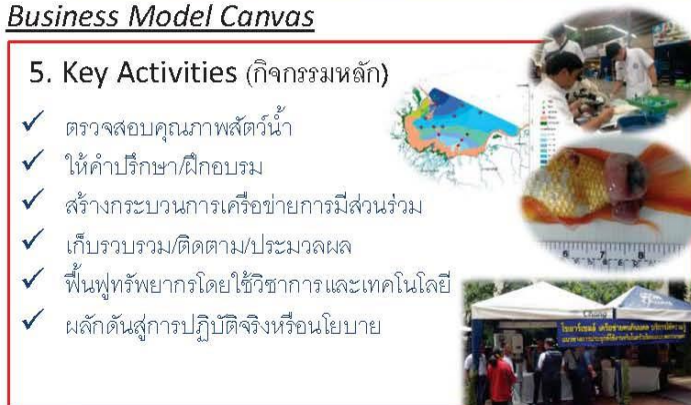 Business Model Canvas
5. Key Activities (กิจกรรมหลัก)
✓ ตรวจสอบคุณภาพสัตว์น้ำ
✓ ให้คำปรึกษา/ฝึกอบรม
✓ สร้างกระบวนการเครือข่ายการมีส่วนร่วม
✓ เก็บรวบรวม/ติดตาม/ประมวลผล
✓ ฟื้นฟูทรัพยากรโดยใช้วิชาการและเทคโนโลยี
✓ ผลักดันสู่การปฏิบัติจริงหรือนโยบาย
6 7 8